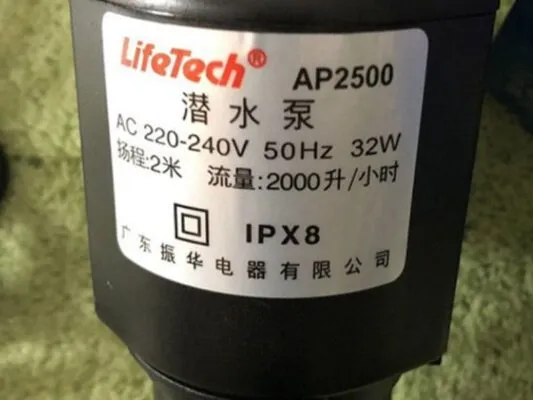 LifeTech® AP2500
潜水泵
AC 220-240V 50Hz 32W
扬程:2米 流量:2000升/小时
IPX8
广东振华电器有限公司